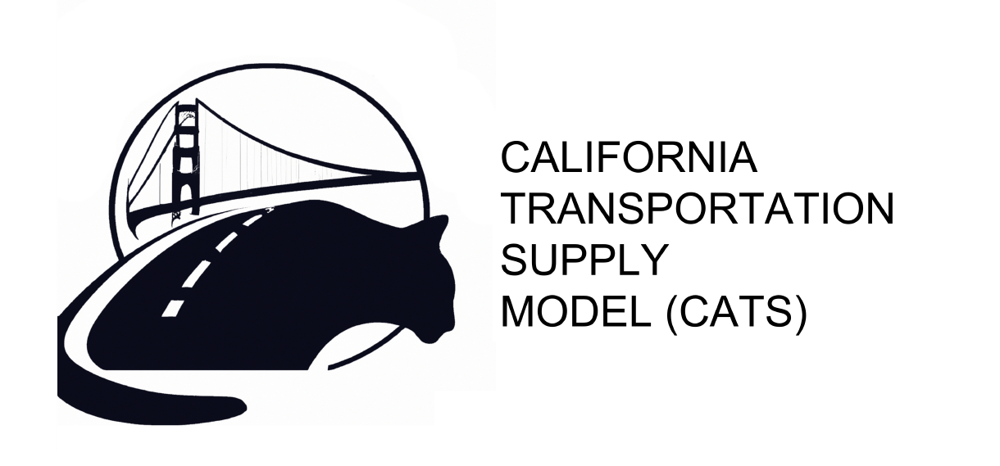 CALIFORNIA
TRANSPORTATION
SUPPLY
MODEL (CATS)